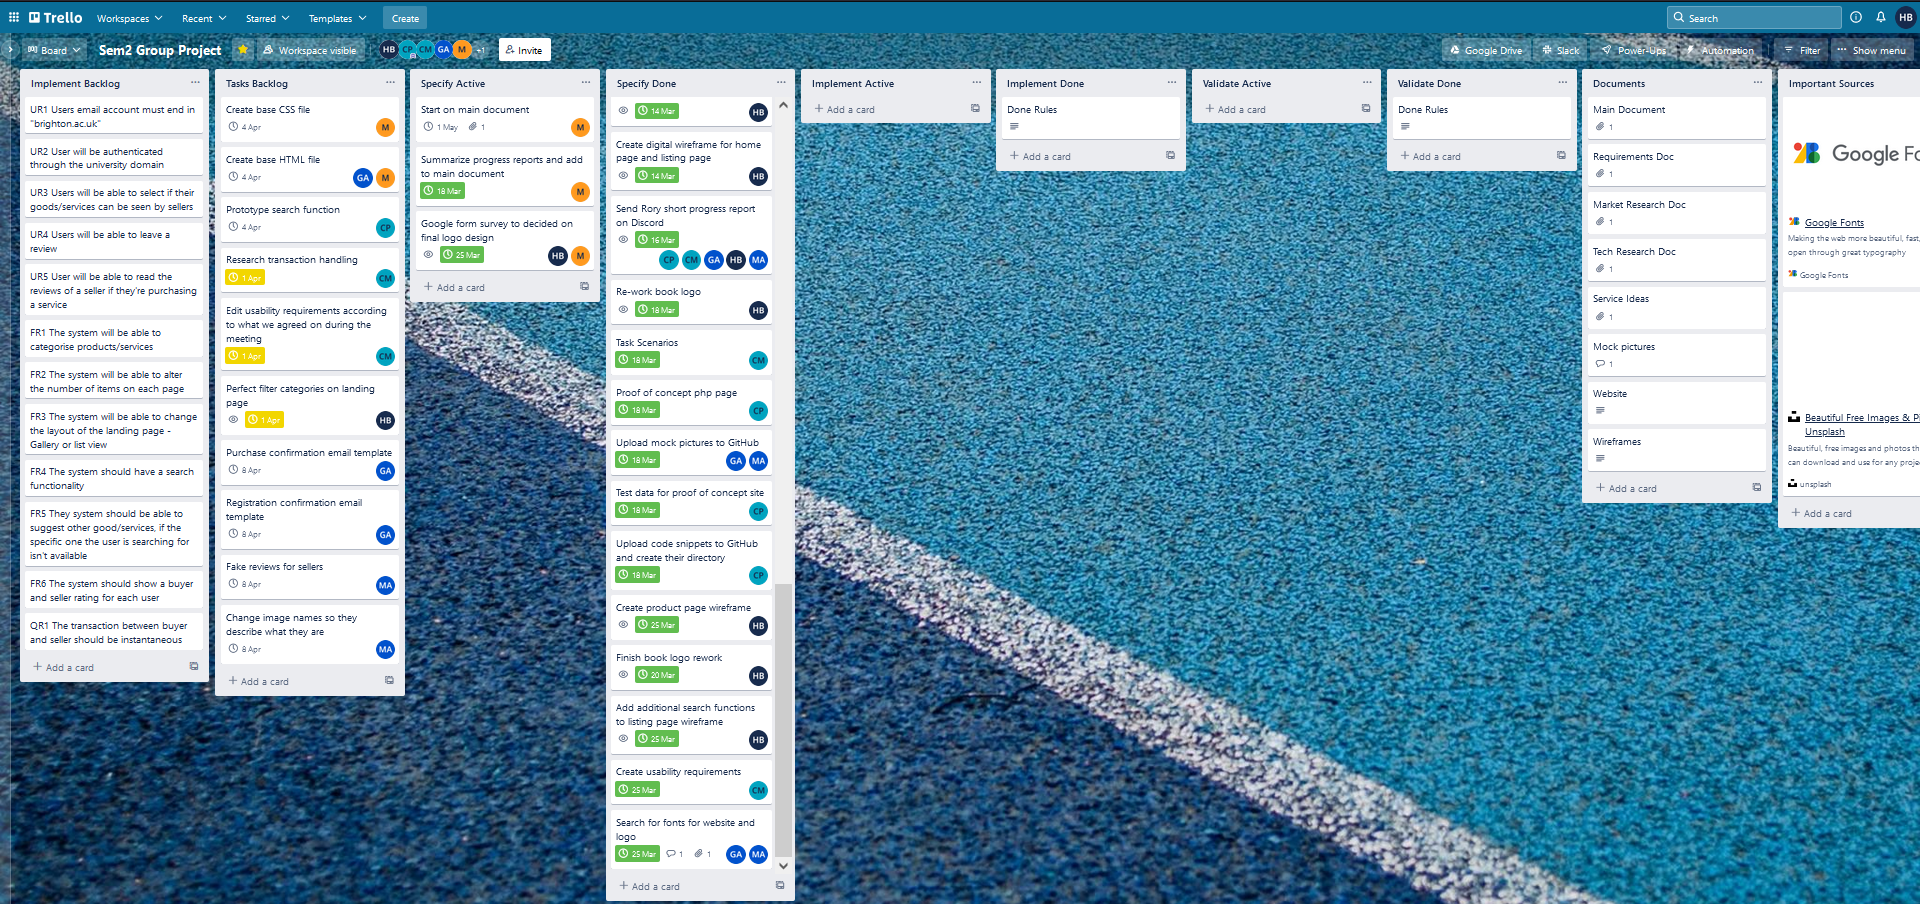 Trello
Workspaces
Recent
Starred
Templates
Create
Search
HB
Board
Sem2 Group Project
Workspace visible
HB
CP
CM
GA
M
+1
Invite
Google Drive
Slack
Power-Ups
Automation
Filter
Show menu
Implement Backlog
UR1 Users email account must end in
"brighton.ac.uk"
UR2 User will be authenticated
through the university domain
UR3 Users will be able to select if their
goods/services can be seen by sellers
UR4 Users will be able to leave a
review
UR5 User will be able to read the
reviews of a seller if they're purchasing
a service
FR1 The system will be able to
categorise products/services
FR2 The system will be able to alter
the number of items on each page
FR3 The system will be able to change
the layout of the landing page -
Gallery or list view
FR4 The system should have a search
functionality
FR5 They system should be able to
suggest other good/services, if the
specific one the user is searching for
isn't available
FR6 The system should show a buyer
and seller rating for each user
QR1 The transaction between buyer
and seller should be instantaneous
+ Add a card
Tasks Backlog
Create base CSS file
4 Apr
M
Create base HTML file
4 Apr
GA
M
Prototype search function
4 Apr
CP
Research transaction handling
1 Apr
CM
Edit usability requirements according
to what we agreed on during the
meeting
1 Apr
CM
Perfect filter categories on landing
page
1 Apr
HB
Purchase confirmation email template
8 Apr
GA
Registration confirmation email
template
8 Apr
GA
Fake reviews for sellers
8 Apr
MA
Change image names so they
describe what they are
8 Apr
MA
+ Add a card
Specify Active
Start on main document
1 May
1
M
Summarize progress reports and add
to main document
18 Mar
M
Google form survey to decided on
final logo design
25 Mar
HB
M
+ Add a card
Specify Done
14 Mar
HB
Create digital wireframe for home
page and listing page
14 Mar
HB
Send Rory short progress report
on Discord
16 Mar
CP
CM
GA
HB
MA
Re-work book logo
18 Mar
HB
Task Scenarios
18 Mar
CM
Proof of concept php page
18 Mar
CP
Upload mock pictures to GitHub
18 Mar
GA
MA
Test data for proof of concept site
18 Mar
CP
Upload code snippets to GitHub
and create their directory
18 Mar
CP
Create product page wireframe
25 Mar
HB
Finish book logo rework
20 Mar
HB
Add additional search functions
to listing page wireframe
25 Mar
HB
Create usability requirements
25 Mar
CM
Search for fonts for website and
logo
25 Mar
1
1
GA
MA
+ Add a card
Implement Active
+ Add a card
Implement Done
Done Rules
+ Add a card
Validate Active
+ Add a card
Validate Done
Done Rules
+ Add a card
Documents
Main Document
1
Requirements Doc
1
Market Research Doc
1
Tech Research Doc
1
Service Ideas
1
Mock pictures
1
Website
Wireframes
+ Add a card
Important Sources
Google Fo
Google Fonts
Making the web more beautiful, fast,
open through great typography
Google Fonts
Beautiful Free Images & Pi
Unsplash
Beautiful, free images and photos th
can download and use for any proje
unsplash
+ Add a card